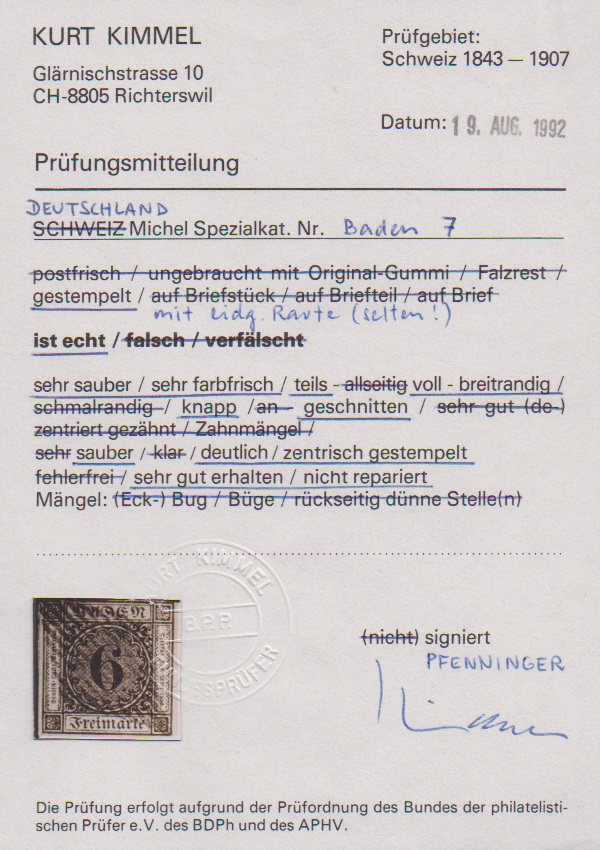 KURT KIMMEL
Glärnischstrasse 10
CH-8805 Richterswil
Prüfgebiet:
Schweiz 1843 — 1907
Datum: 19. AUG. 1992
Prüfungsmitteilung
DEUTSCHLAND
SCHWEIZ Michel Spezialkat. Nr. Baden 7
postfrisch / ungebraucht mit Original-Gummi / Falzrest /
gestempelt / auf Briefstück / auf Briefteil / auf Brief
mit eidg. Raute (selten!)
ist echt / falsch / verfälscht
sehr sauber / sehr farbfrisch / teils - allseitig voll - breitrandig /
schmalrandig / knapp / an - geschnitten / sehr gut (de-)
zentriert gezähnt / Zahnmängel /
sehr sauber / klar / deutlich / zentrisch gestempelt
fehlerfrei / sehr gut erhalten / nicht repariert
Mängel: (Eck-) Bug / Büge / rückseitig dünne Stelle(n)
KURT KIMMEL
B.P.P.
BUNDESPRÜFER
BADEN
6
Freimarke
(nicht) signiert
PFENNINGER
Die Prüfung erfolgt aufgrund der Prüfordnung des Bundes der philatelisti-
schen Prüfer e.V. des BDPh und des APHV.